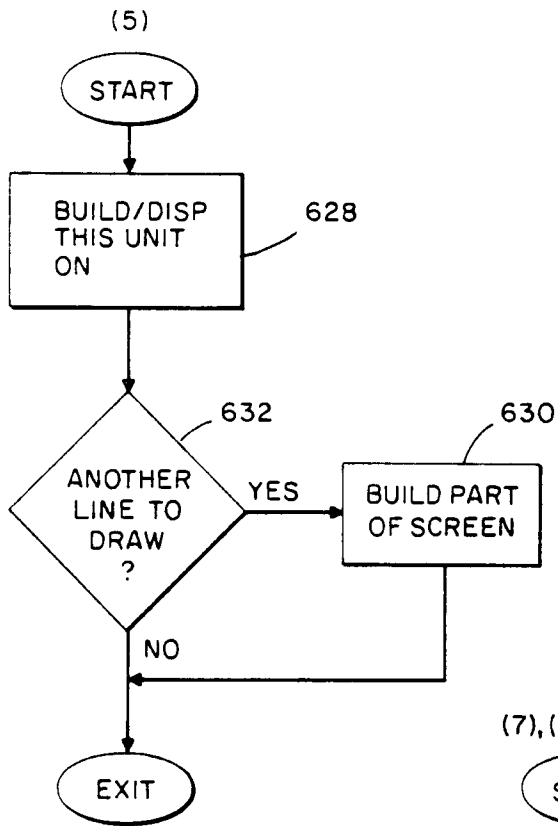 (5)
START
BUILD/DISP
THIS UNIT
ON
628
632
630
ANOTHER
LINE TO
DRAW
?
YES
BUILD PART
OF SCREEN
NO
(7),(
EXIT
S